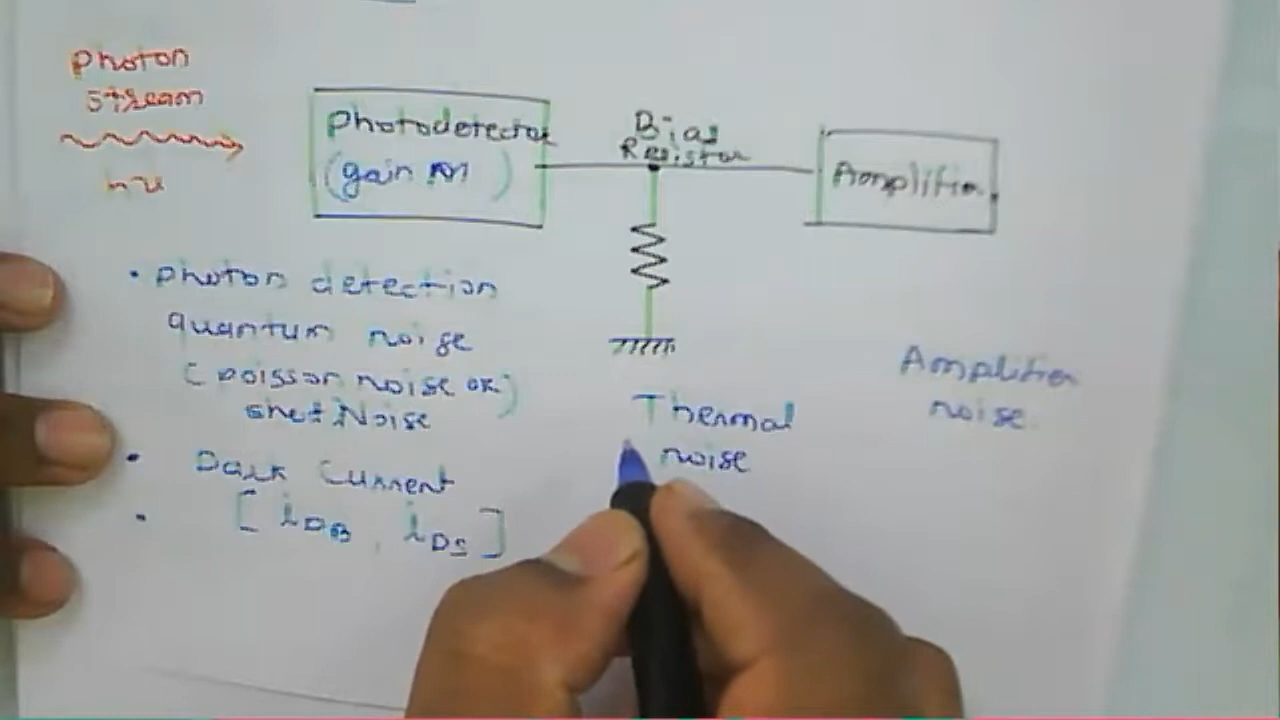 Photon
stream
hν
Photodetector
(gain M)
Bias
Resistor
Amplifier
• photon detection
quantum noise
(poisson noise or)
shot Noise
• Dark Current
• [iDB, iDS]
Thermal
noise
Amplifier
noise.